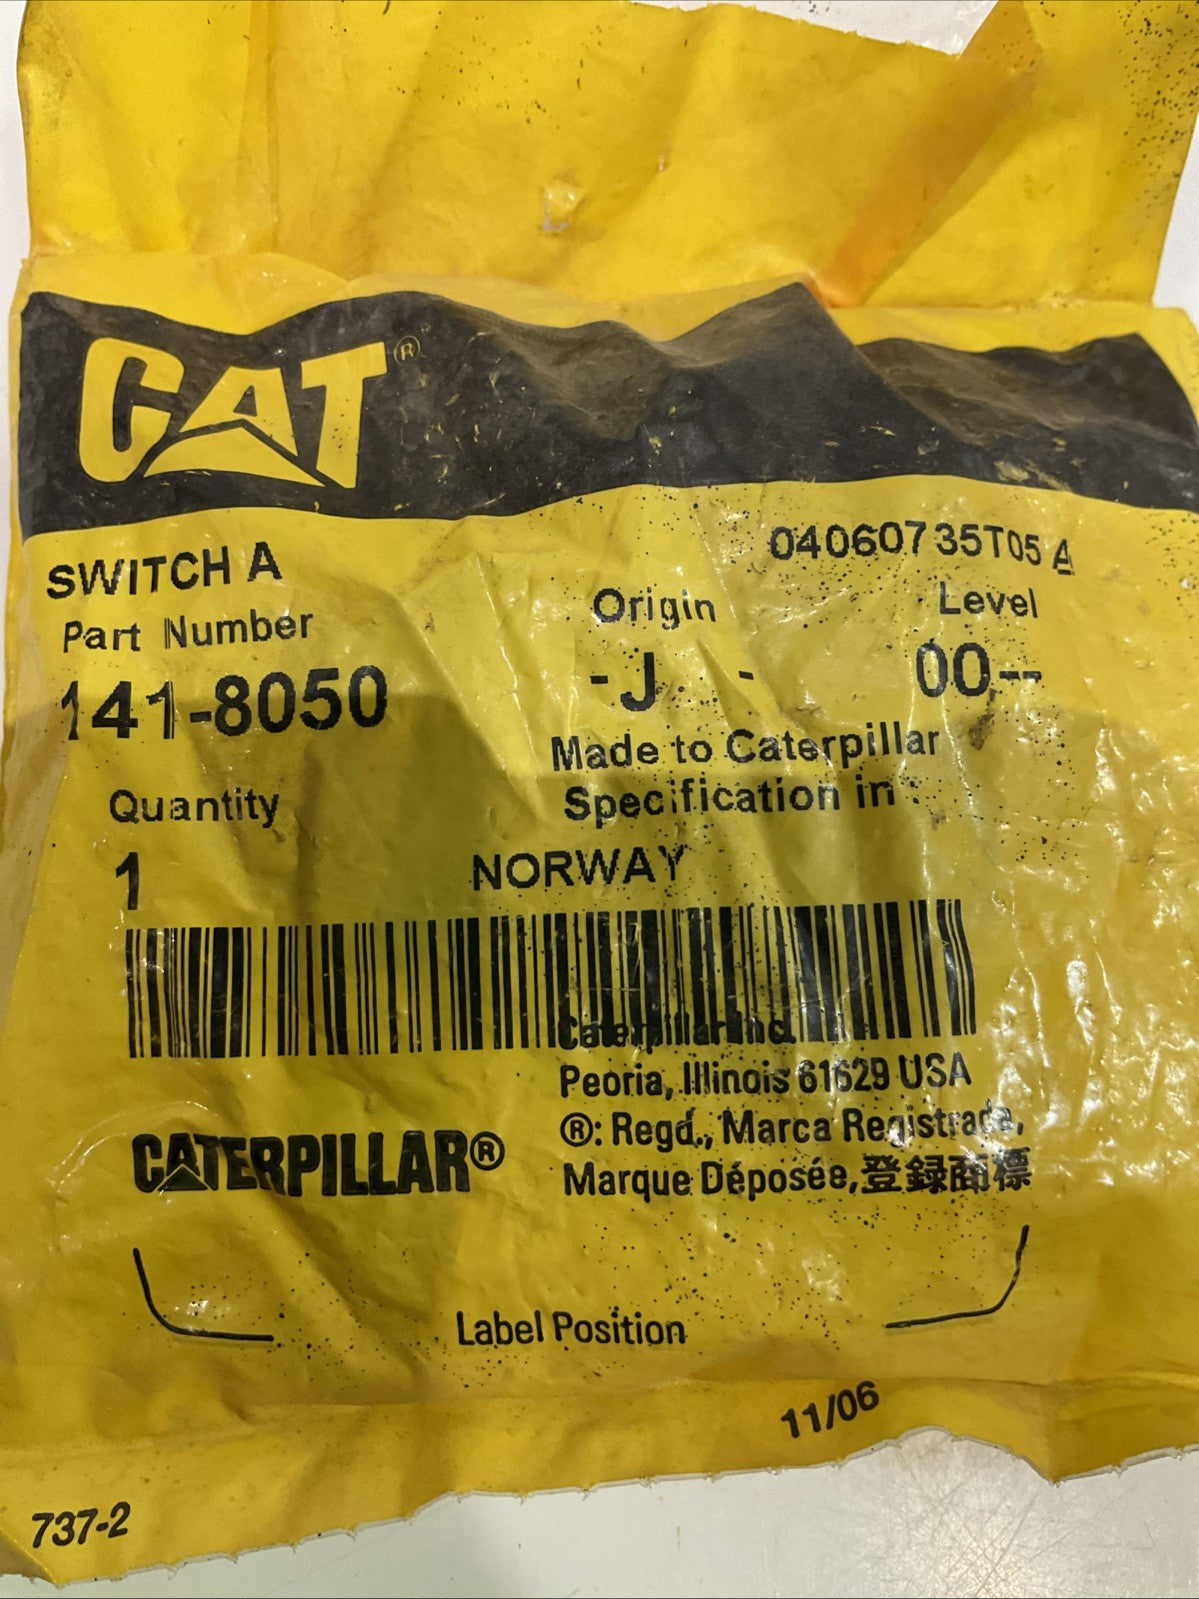 CAT®
04060735T05 A
SWITCH A
Part Number
141-8050
Origin
-J. -
Level
00,--
Made to Caterpillar
Specification in :
Quantity
1
NORWAY
Caterpillar Inc.
Peoria, Illinois 61629 USA
®: Regd., Marca Registrada,
Marque Déposée,登録商標
CATERPILLAR®
Label Position
11/06
737-2